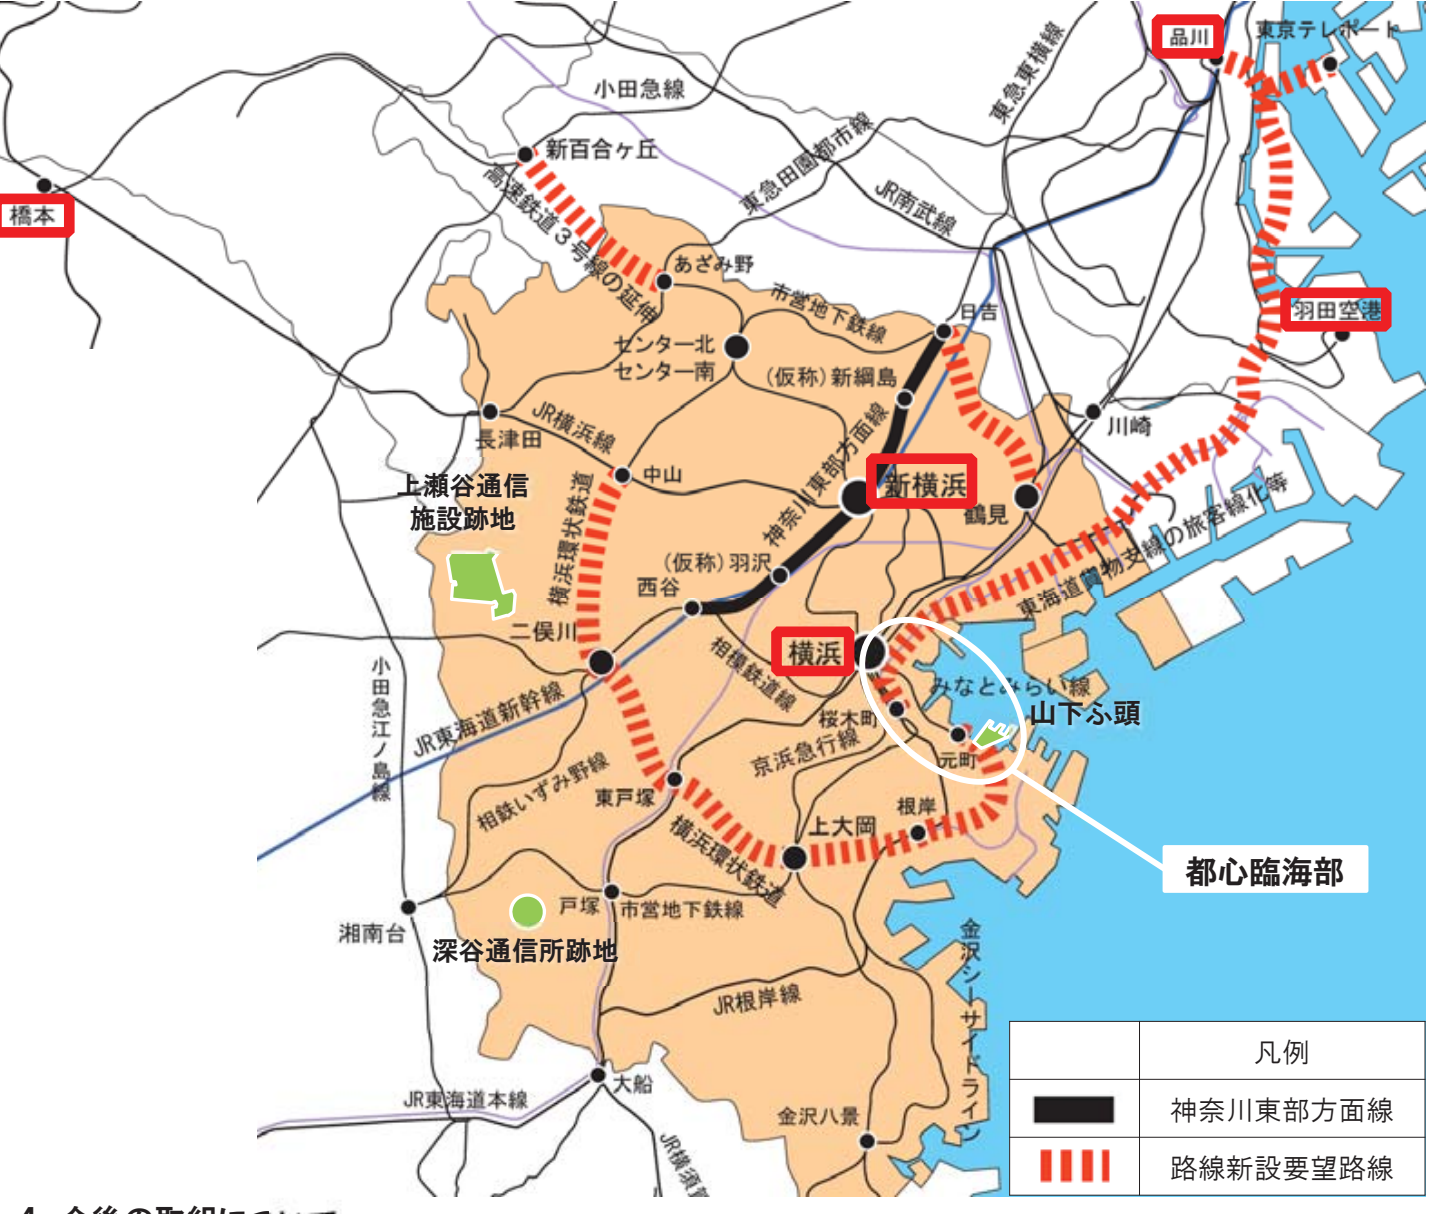 品川
東京テレポート
東急東横線
小田急線
新百合ヶ丘
東急田園都市線
JR南武線
橋本
高速鉄道3号線の延伸
あざみ野
羽田空港
市営地下鉄線
日吉
センター北
センター南
(仮称)新綱島
JR横浜線
長津田
川崎
中山
神奈川東部方面線
新横浜
上瀬谷通信
施設跡地
鶴見
横浜環状鉄道
(仮称)羽沢
西谷
東海道貨物支線の旅客線化等
二俣川
横浜
相模鉄道線
小田急江ノ島線
JR東海道新幹線
みなとみらい線
山下ふ頭
桜木町
京浜急行線
元町
相鉄いずみ野線
東戸塚
根岸
上大岡
横浜環状鉄道
都心臨海部
戸塚
市営地下鉄線
湘南台
深谷通信所跡地
金沢シーサイドライン
JR根岸線
凡例
大船
JR東海道本線
神奈川東部方面線
金沢八景
路線新設要望路線
JR横須賀